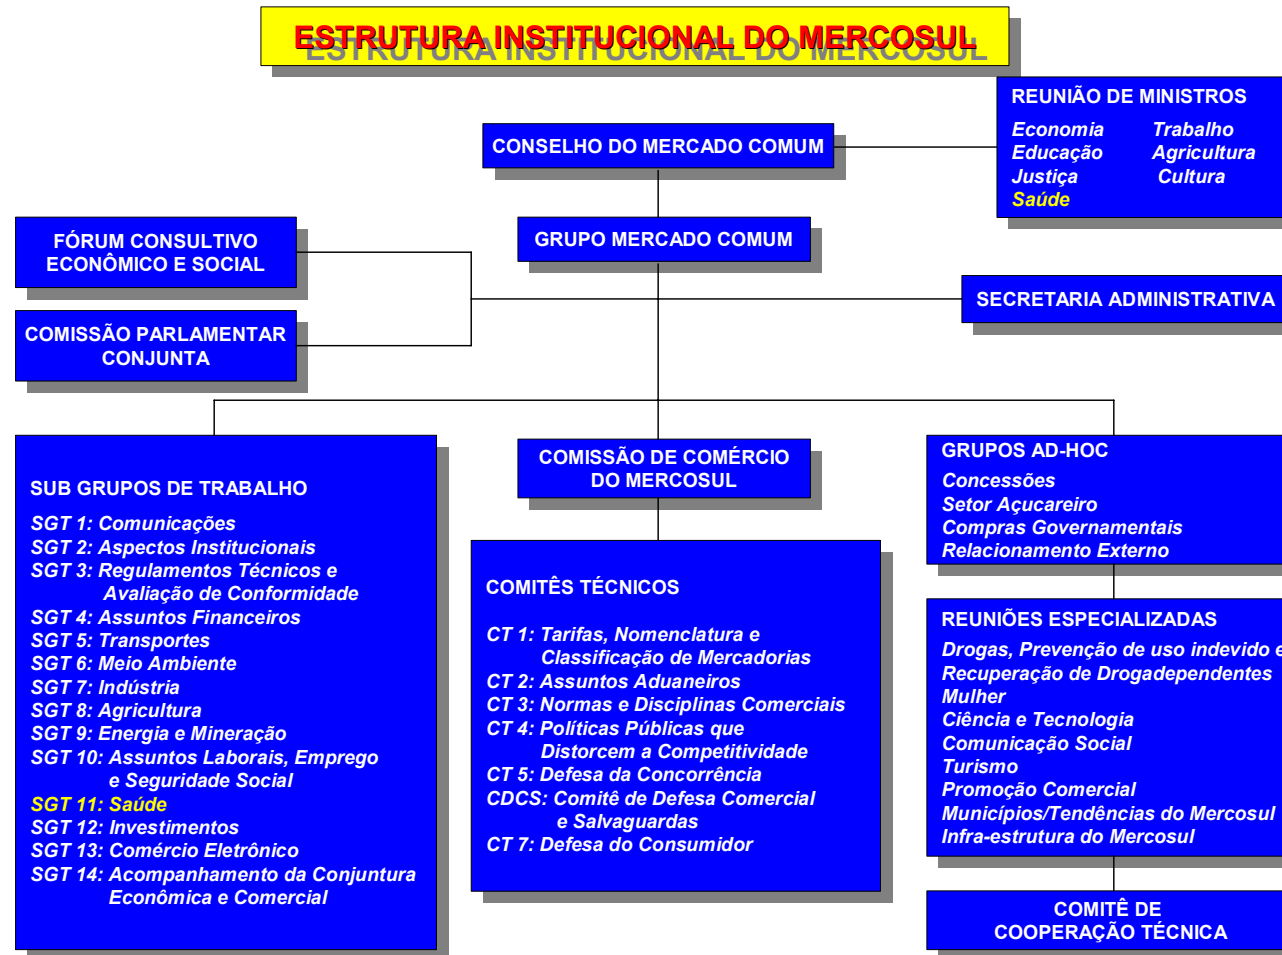 ESTRUTURA INSTITUCIONAL DO MERCOSUL
REUNIÃO DE MINISTROS
Economia Trabalho
Educação Agricultura
Justiça Cultura
Saúde
CONSELHO DO MERCADO COMUM
GRUPO MERCADO COMUM
FÓRUM CONSULTIVO
ECONÔMICO E SOCIAL
SECRETARIA ADMINISTRATIVA
COMISSÃO PARLAMENTAR
CONJUNTA
SUB GRUPOS DE TRABALHO
SGT 1: Comunicações
SGT 2: Aspectos Institucionais
SGT 3: Regulamentos Técnicos e
Avaliação de Conformidade
SGT 4: Assuntos Financeiros
SGT 5: Transportes
SGT 6: Meio Ambiente
SGT 7: Indústria
SGT 8: Agricultura
SGT 9: Energia e Mineração
SGT 10: Assuntos Laborais, Emprego
e Seguridade Social
SGT 11: Saúde
SGT 12: Investimentos
SGT 13: Comércio Eletrônico
SGT 14: Acompanhamento da Conjuntura
Econômica e Comercial
COMISSÃO DE COMÉRCIO
DO MERCOSUL
COMITÊS TÉCNICOS
CT 1: Tarifas, Nomenclatura e
Classificação de Mercadorias
CT 2: Assuntos Aduaneiros
CT 3: Normas e Disciplinas Comerciais
CT 4: Políticas Públicas que
Distorcem a Competitividade
CT 5: Defesa da Concorrência
CDCS: Comitê de Defesa Comercial
e Salvaguardas
CT 7: Defesa do Consumidor
GRUPOS AD-HOC
Concessões
Setor Açucareiro
Compras Governamentais
Relacionamento Externo
REUNIÕES ESPECIALIZADAS
Drogas, Prevenção de uso indevido e
Recuperação de Drogadependentes
Mulher
Ciência e Tecnologia
Comunicação Social
Turismo
Promoção Comercial
Municípios/Tendências do Mercosul
Infra-estrutura do Mercosul
COMITÊ DE
COOPERAÇÃO TÉCNICA